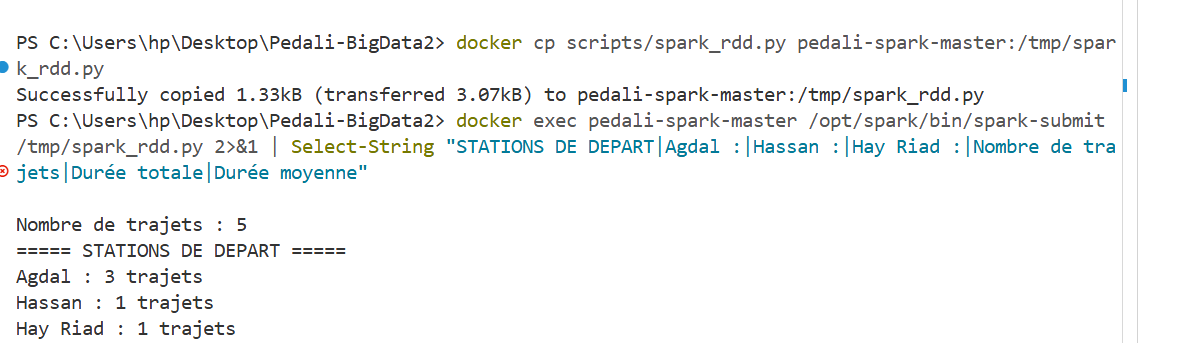 PS C:\Users\hp\Desktop\Pedali-BigData2> docker cp scripts/spark_rdd.py pedali-spark-master:/tmp/spar
k_rdd.py
Successfully copied 1.33kB (transferred 3.07kB) to pedali-spark-master:/tmp/spark_rdd.py
PS C:\Users\hp\Desktop\Pedali-BigData2> docker exec pedali-spark-master /opt/spark/bin/spark-submit
/tmp/spark_rdd.py 2>&1 | Select-String "STATIONS DE DEPART|Agdal :|Hassan :|Hay Riad :|Nombre de tra
jets|Durée totale|Durée moyenne"
Nombre de trajets : 5
===== STATIONS DE DEPART =====
Agdal : 3 trajets
Hassan : 1 trajets
Hay Riad : 1 trajets